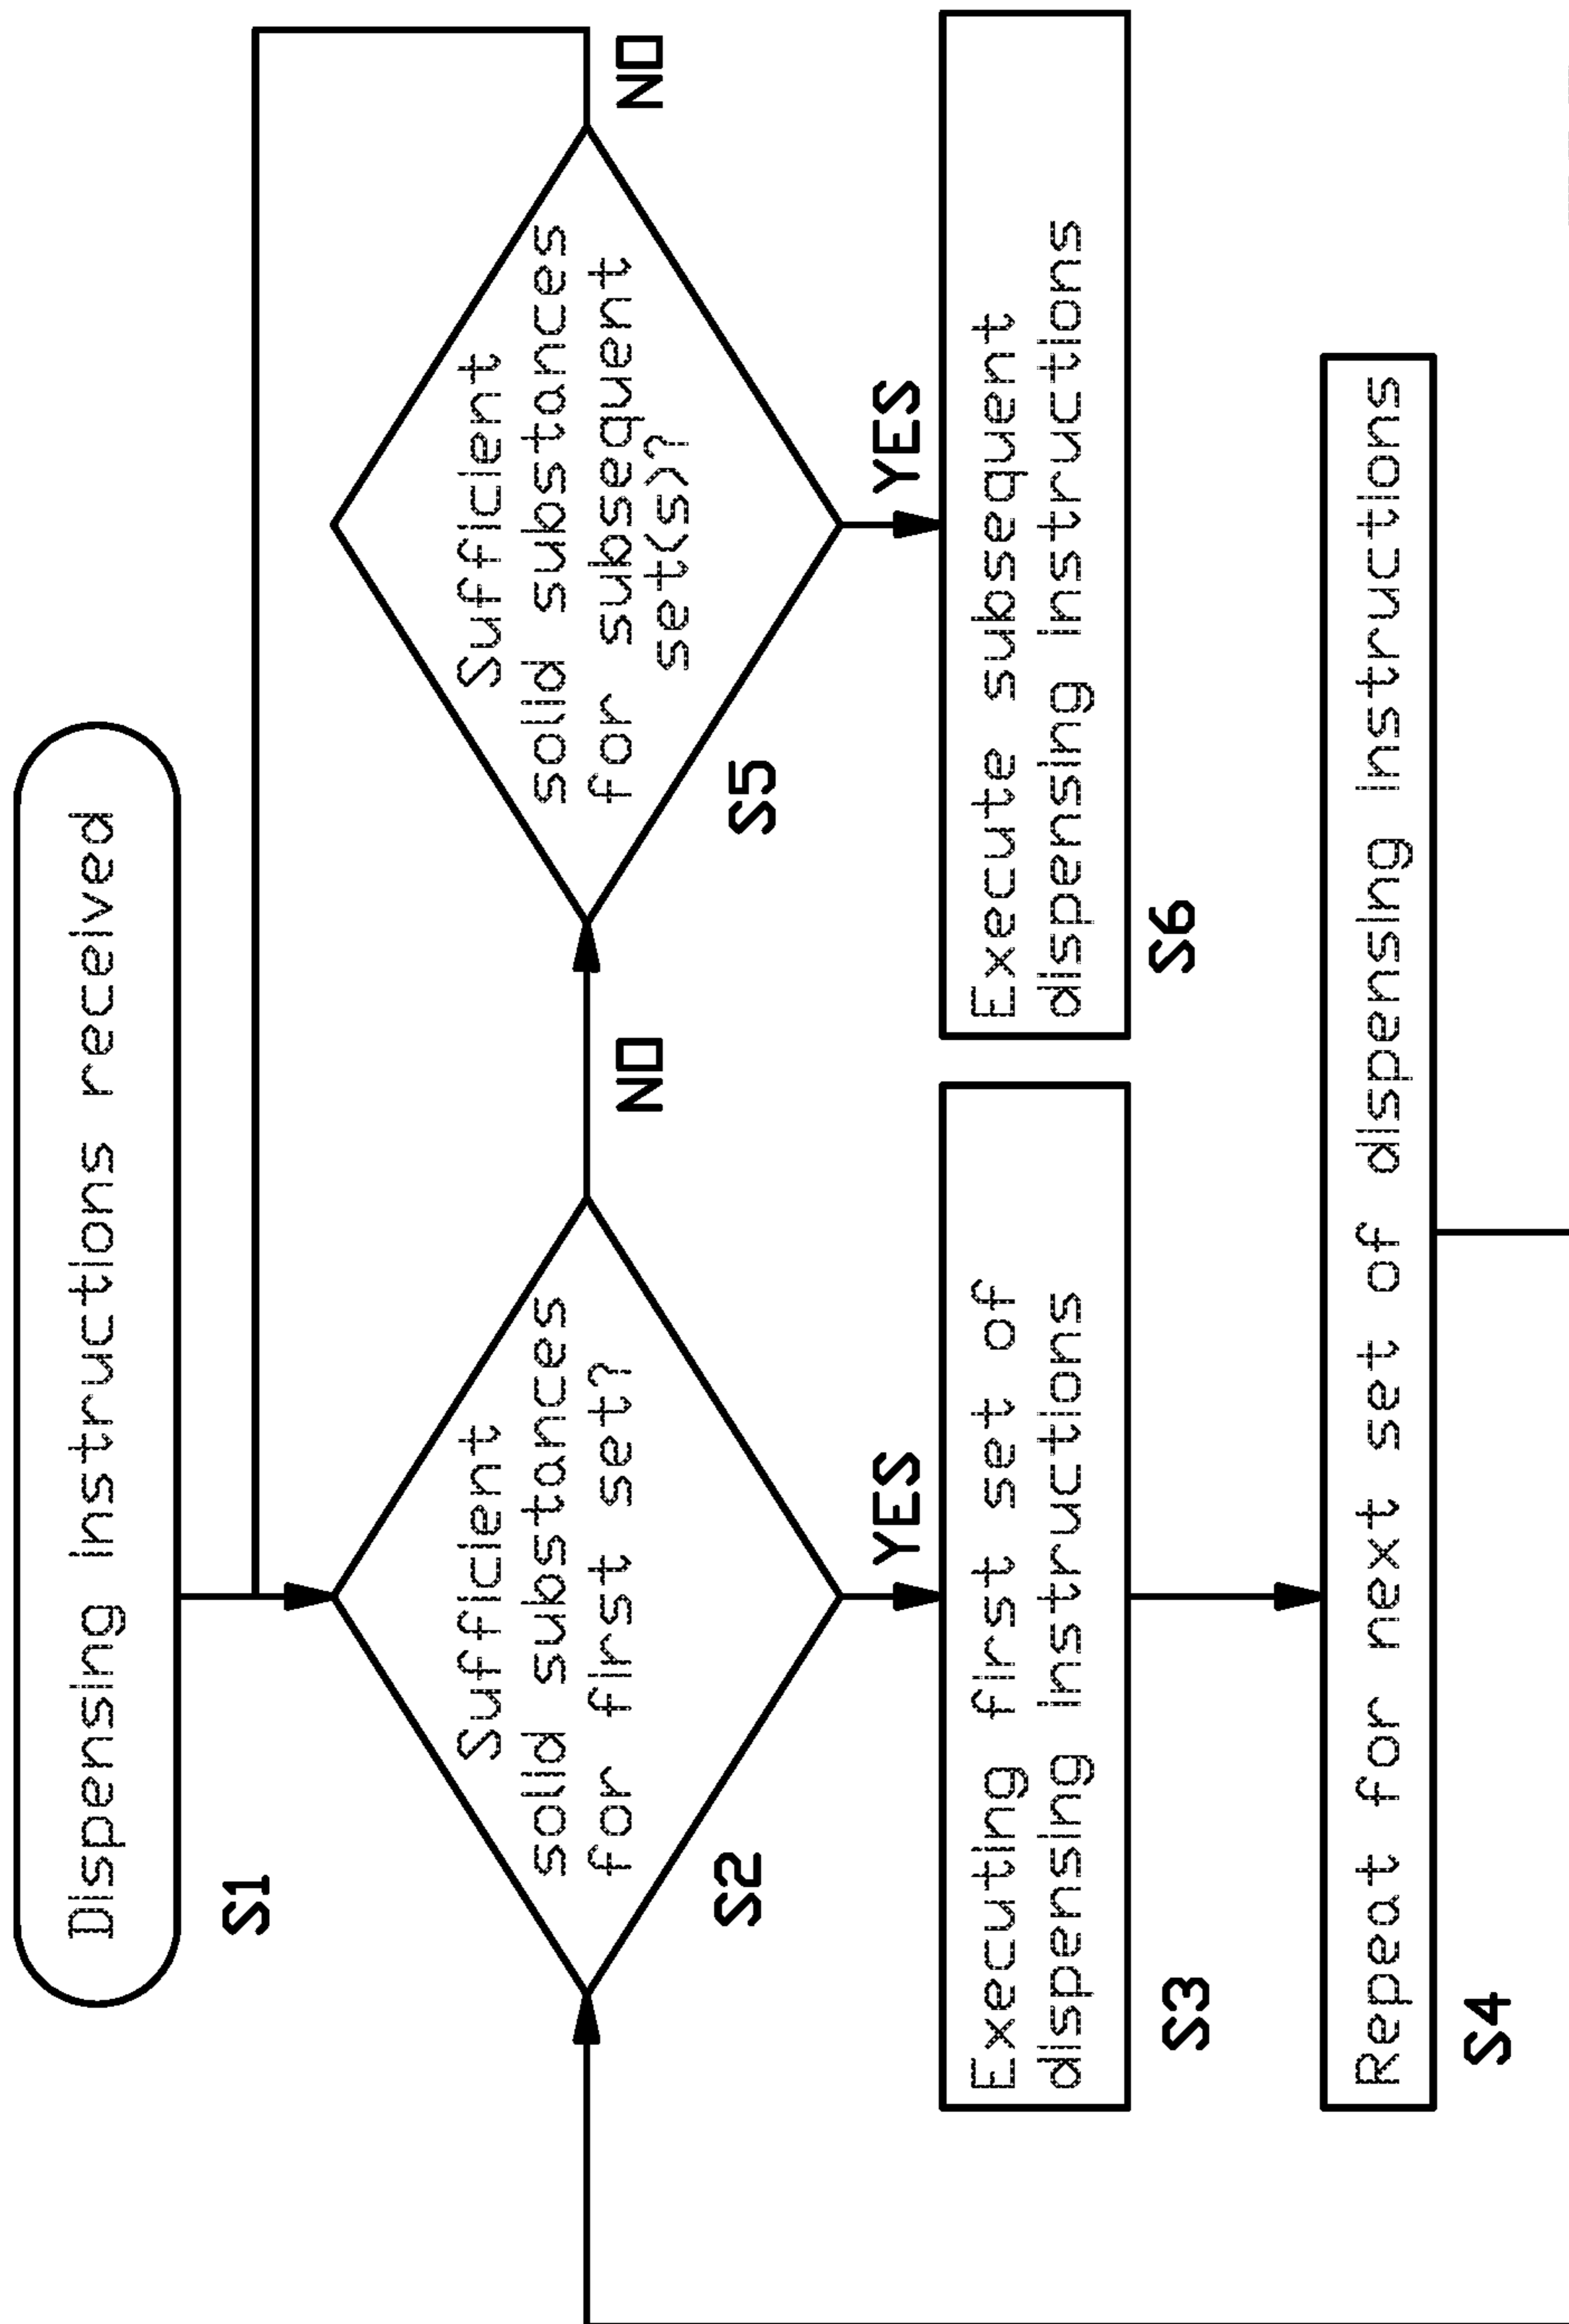 Dispensing instructions received
S1
Sufficient
solid substances
for first set?
S2
NO
Sufficient
solid substances
for subsequent
set(s)?
S5
NO
YES
YES
Executing first set of
dispensing instructions
S3
Execute subsequent
dispensing instructions
S6
Repeat for next set of dispensing instructions
S4